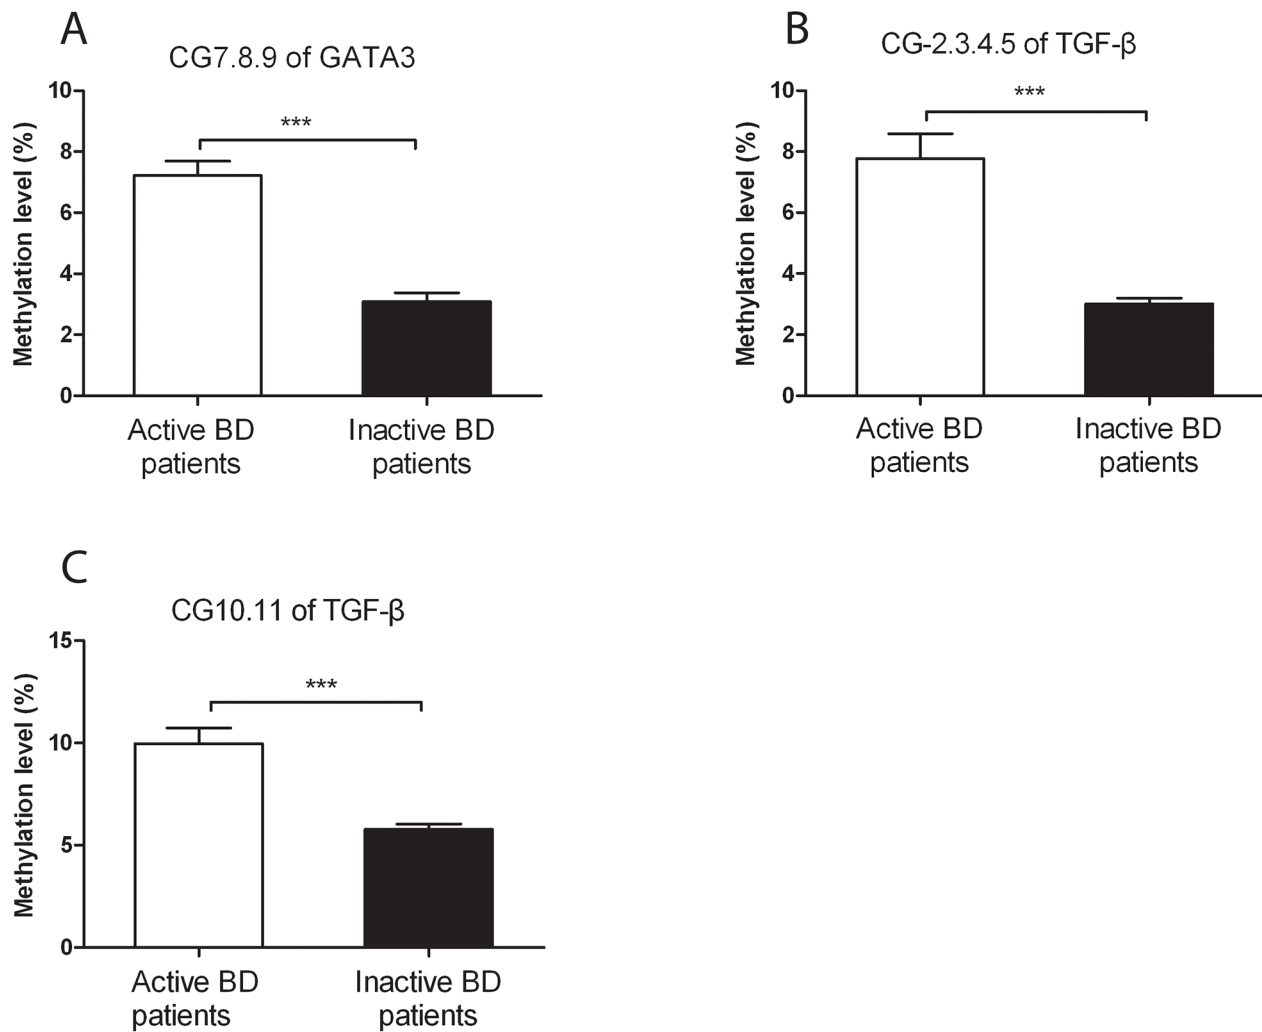 A
CG7.8.9 of GATA3
Methylation level (%)
10
8
6
4
2
0
***
Active BD
patients
Inactive BD
patients
B
CG-2.3.4.5 of TGF-β
Methylation level (%)
10
8
6
4
2
0
***
Active BD
patients
Inactive BD
patients
C
CG10.11 of TGF-β
Methylation level (%)
15
10
5
0
***
Active BD
patients
Inactive BD
patients